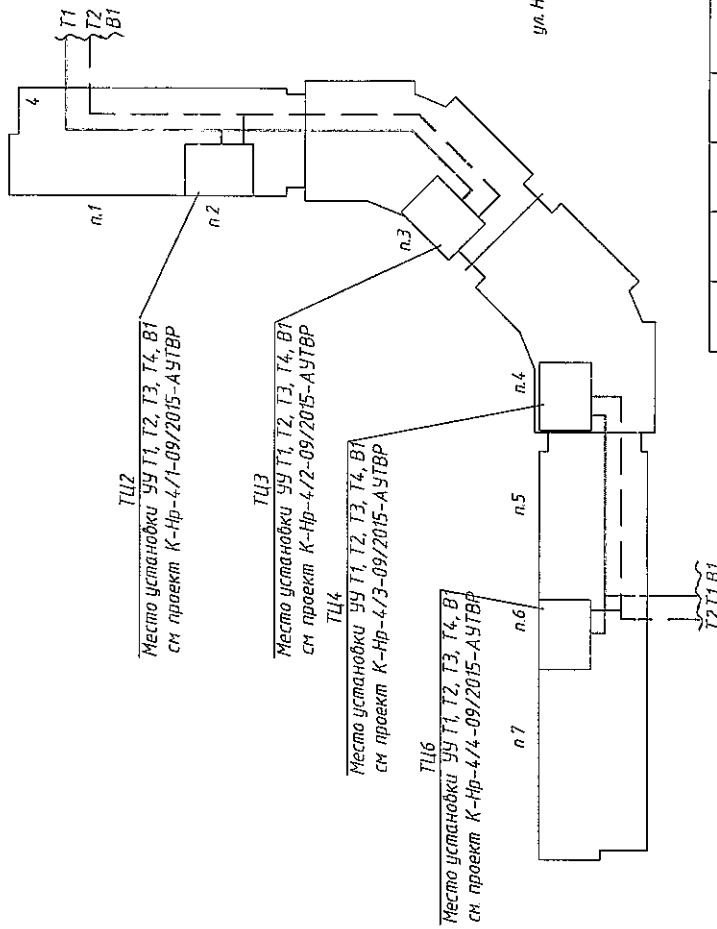 Т1
Т2
В1
4
п.1
п 2
п.3
п.4
п.5
п.6
п 7
ул. Н
ТЦ2
Место установки УУ Т1, Т2, Т3, Т4, В1
см проект К-Нр-4/1-09/2015-АУТВР
ТЦ3
Место установки УУ Т1, Т2, Т3, Т4, В1
см проект К-Нр-4/2-09/2015-АУТВР
ТЦ4
Место установки УУ Т1, Т2, Т3, Т4, В1
см проект К-Нр-4/3-09/2015-АУТВР
ТЦ6
Место установки УУ Т1, Т2, Т3, Т4, В1
см. проект К-Нр-4/4-09/2015-АУТВР
Т2 Т1 В1